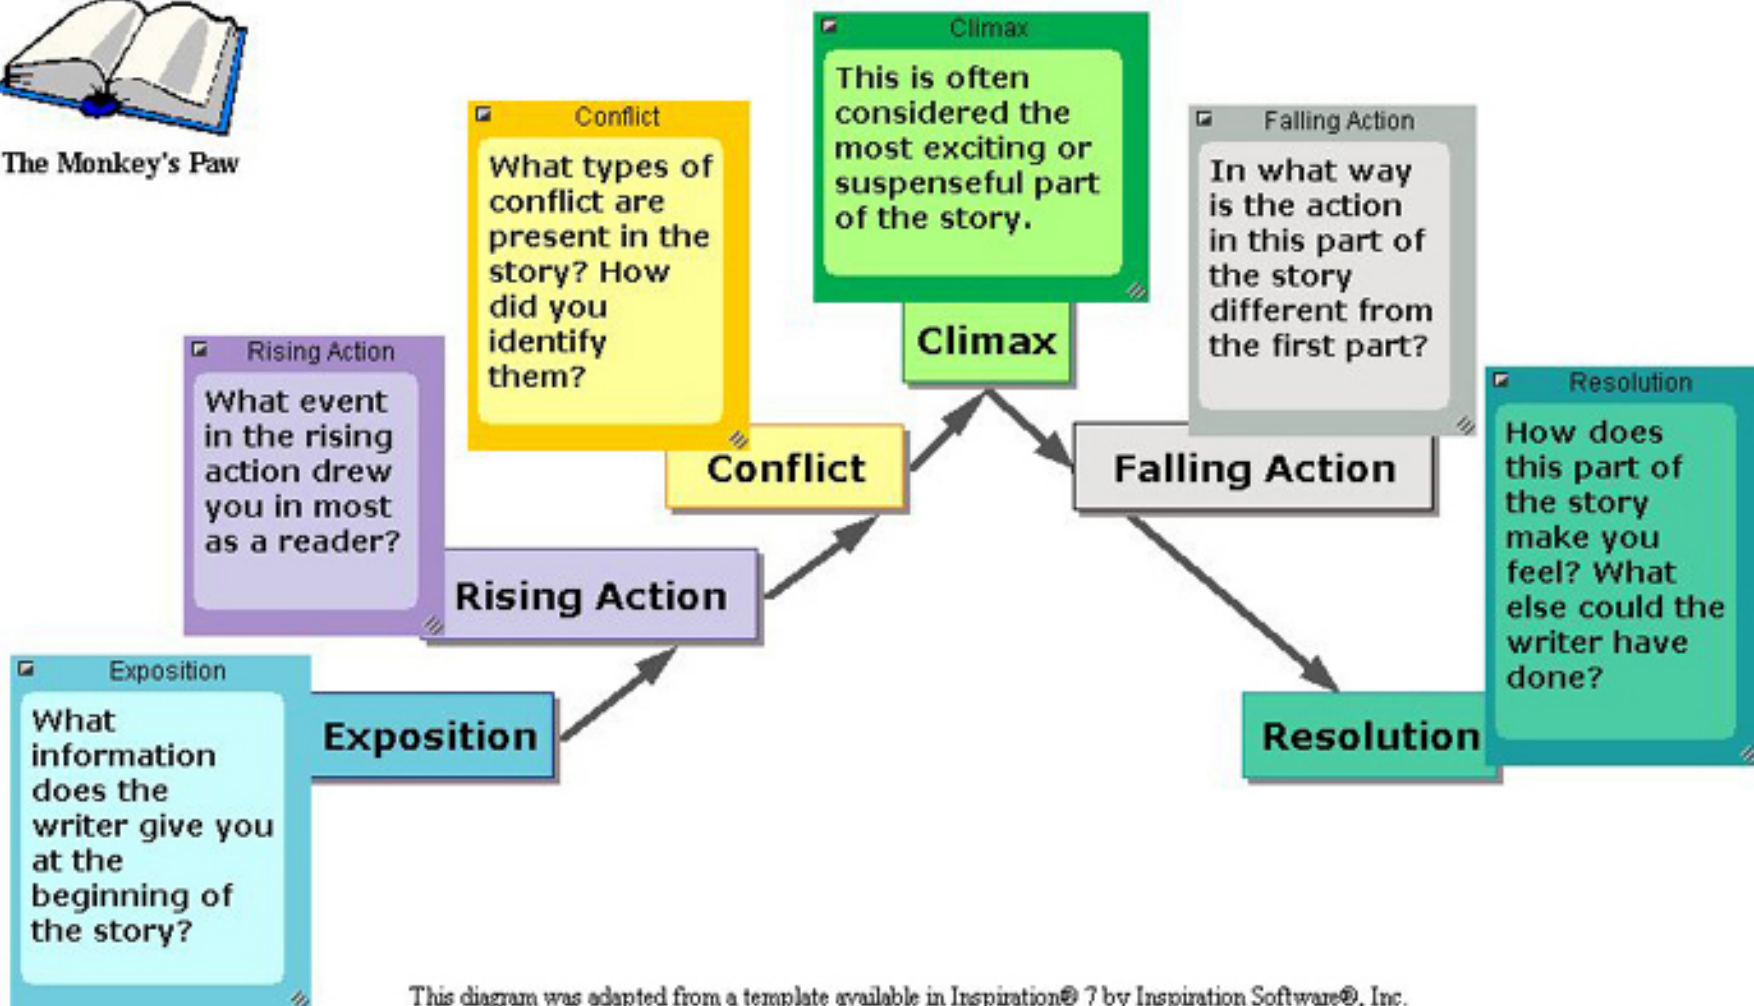 The Monkey's Paw
Climax
This is often
considered the
most exciting or
suspenseful part
of the story.
Climax
Conflict
What types of
conflict are
present in the
story? How
did you
identify
them?
Conflict
Falling Action
In what way
is the action
in this part of
the story
different from
the first part?
Falling Action
Rising Action
What event
in the rising
action drew
you in most
as a reader?
Rising Action
Resolution
How does
this part of
the story
make you
feel? What
else could the
writer have
done?
Resolution
Exposition
What
information
does the
writer give you
at the
beginning of
the story?
Exposition
This diagram was adapted from a template available in Inspiration® 7 by Inspiration Software®, Inc.